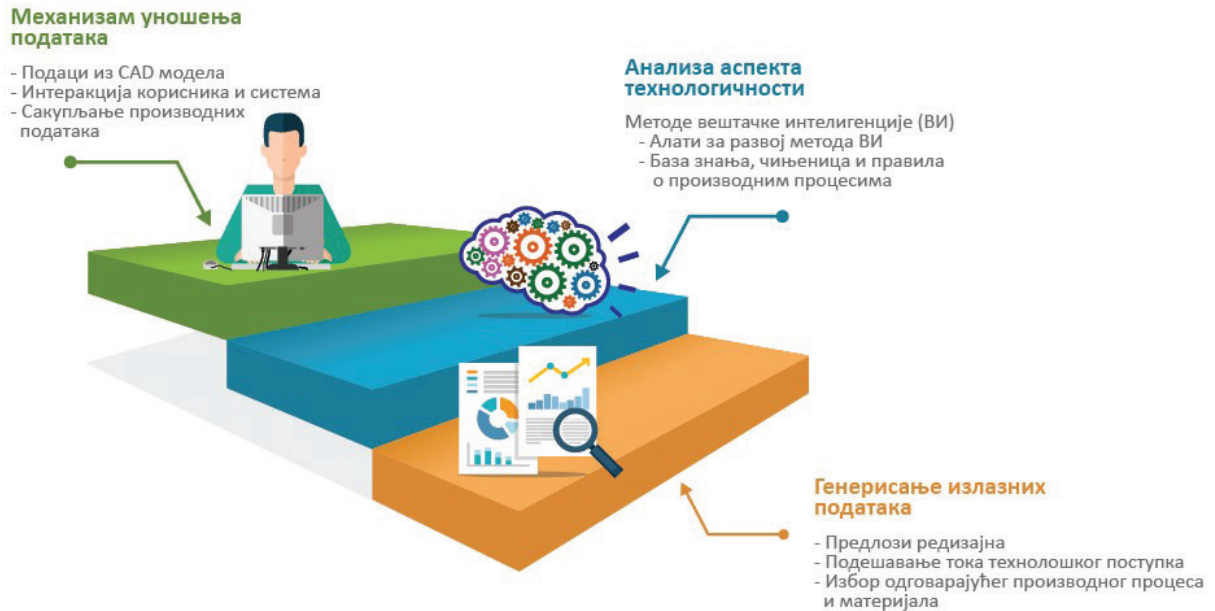 Механизам уношења
података
- Подаци из CAD модела
- Интеракција корисника и система
- Сакупљање производних
података
Анализа аспекта
технологичности
Методе вештачке интелигенције (ВИ)
- Алати за развој метода ВИ
- База знања, чињеница и правила
о производним процесима
Генерисање излазних
података
- Предлози редизајна
- Подешавање тока технолошког поступка
- Избор одговарајућег производног процеса
и материјала